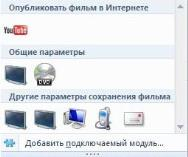 Опубликовать фильм в Интернете
YouTube
Общие параметры
DVD
Другие параметры сохранения фильма
Добавить подключаемый модуль...